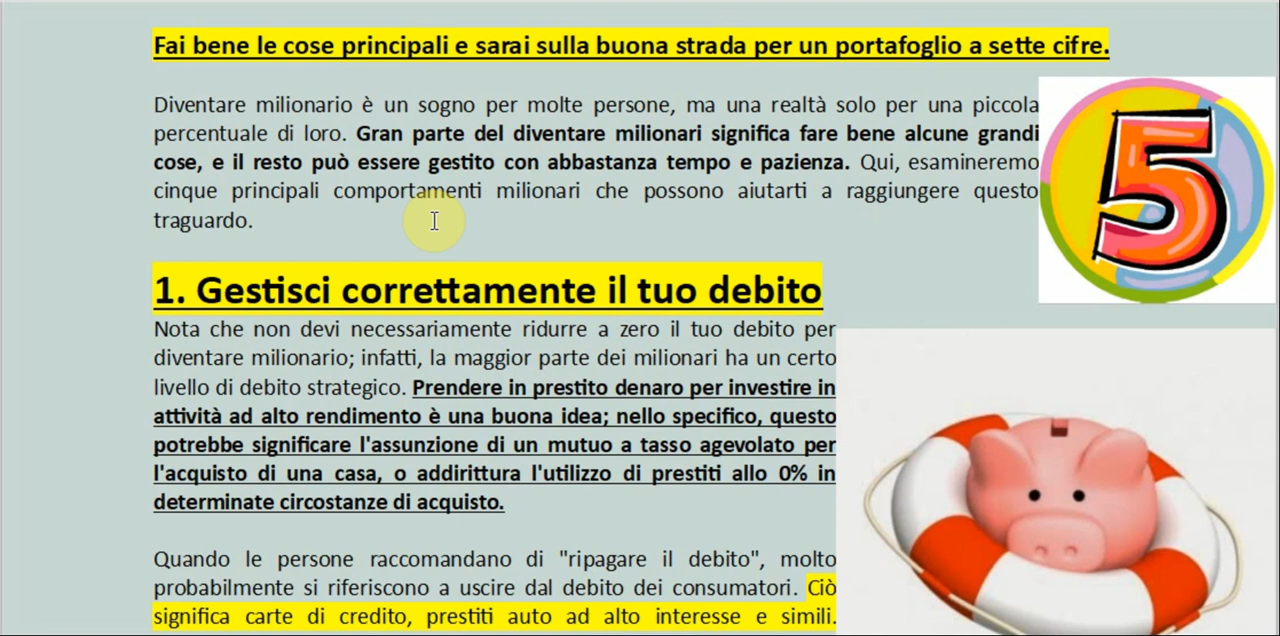 Fai bene le cose principali e sarai sulla buona strada per un portafoglio a sette cifre.
Diventare milionario è un sogno per molte persone, ma una realtà solo per una piccola
percentuale di loro. Gran parte del diventare milionari significa fare bene alcune grandi
cose, e il resto può essere gestito con abbastanza tempo e pazienza. Qui, esamineremo
cinque principali comportamenti milionari che possono aiutarti a raggiungere questo
traguardo.
5
1. Gestisci correttamente il tuo debito
Nota che non devi necessariamente ridurre a zero il tuo debito per
diventare milionario; infatti, la maggior parte dei milionari ha un certo
livello di debito strategico. Prendere in prestito denaro per investire in
attività ad alto rendimento è una buona idea; nello specifico, questo
potrebbe significare l'assunzione di un mutuo a tasso agevolato per
l'acquisto di una casa, o addirittura l'utilizzo di prestiti allo 0% in
determinate circostanze di acquisto.
Quando le persone raccomandano di "ripagare il debito", molto
probabilmente si riferiscono a uscire dal debito dei consumatori. Ciò
significa carte di credito, prestiti auto ad alto interesse e simili.